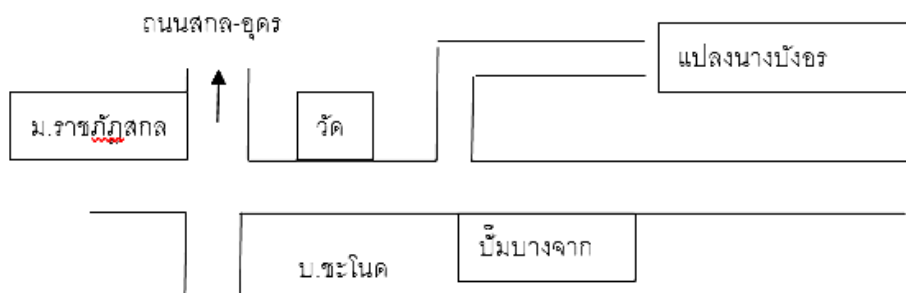 ถนนสกล-อุดร
แปลงนางบังอร
ม.ราชภัฏสกล
วัด
ปั๊มบางจาก
บ.ชะโนด